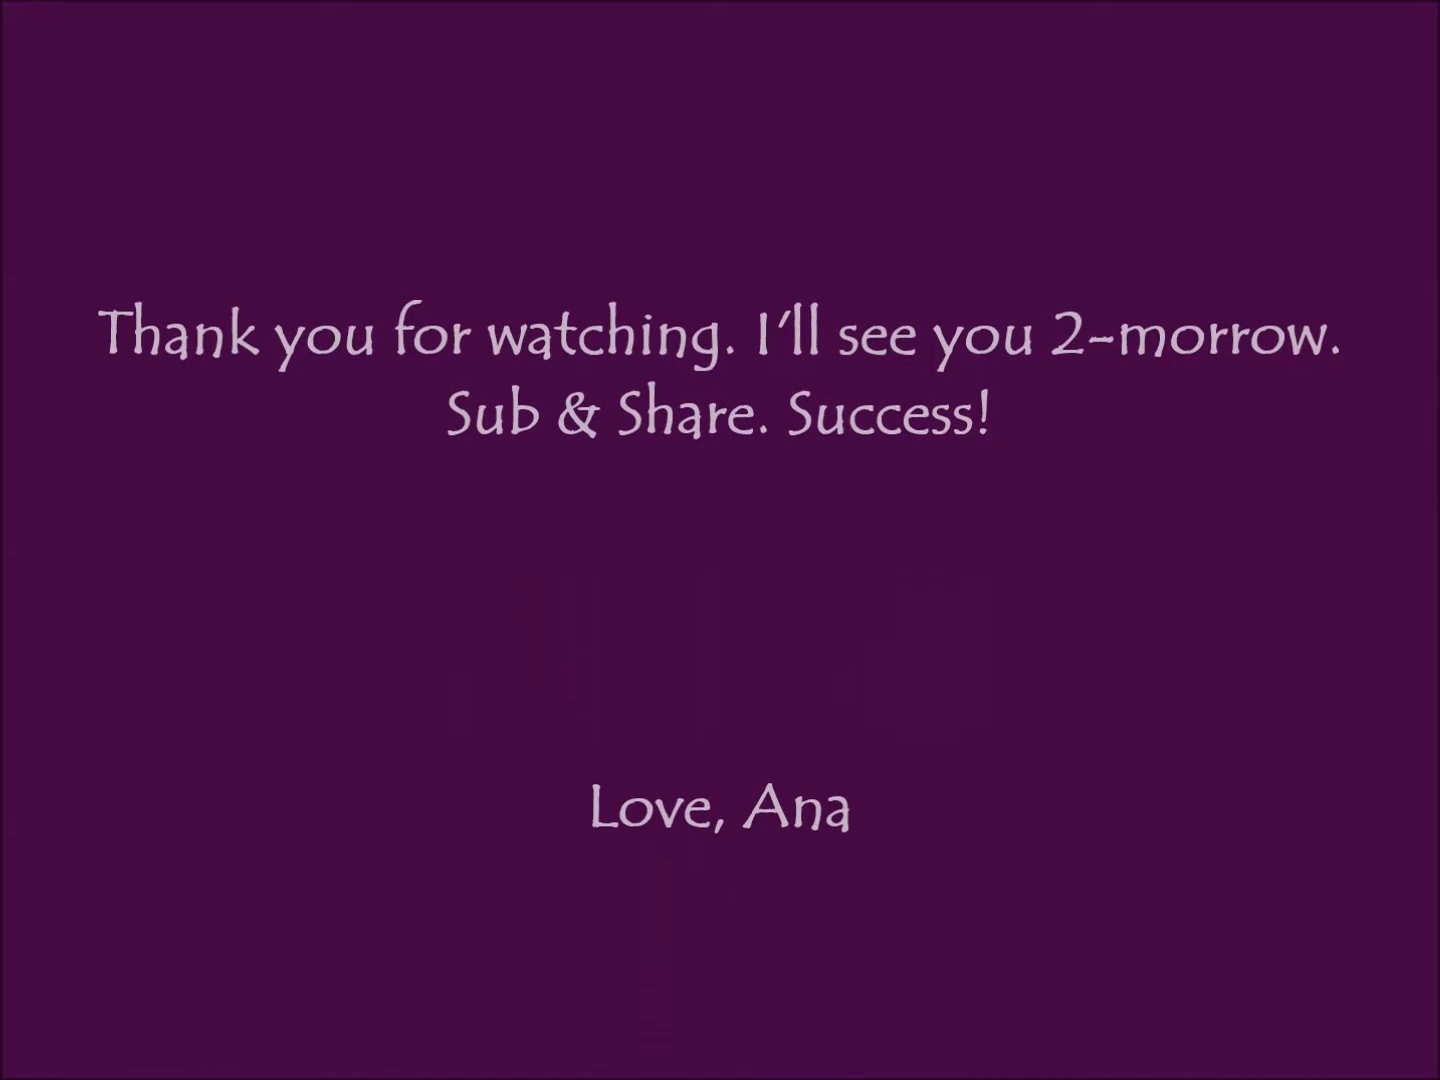 Thank you for watching. I'll see you 2-morrow.
Sub & Share. Success!
Love, Ana